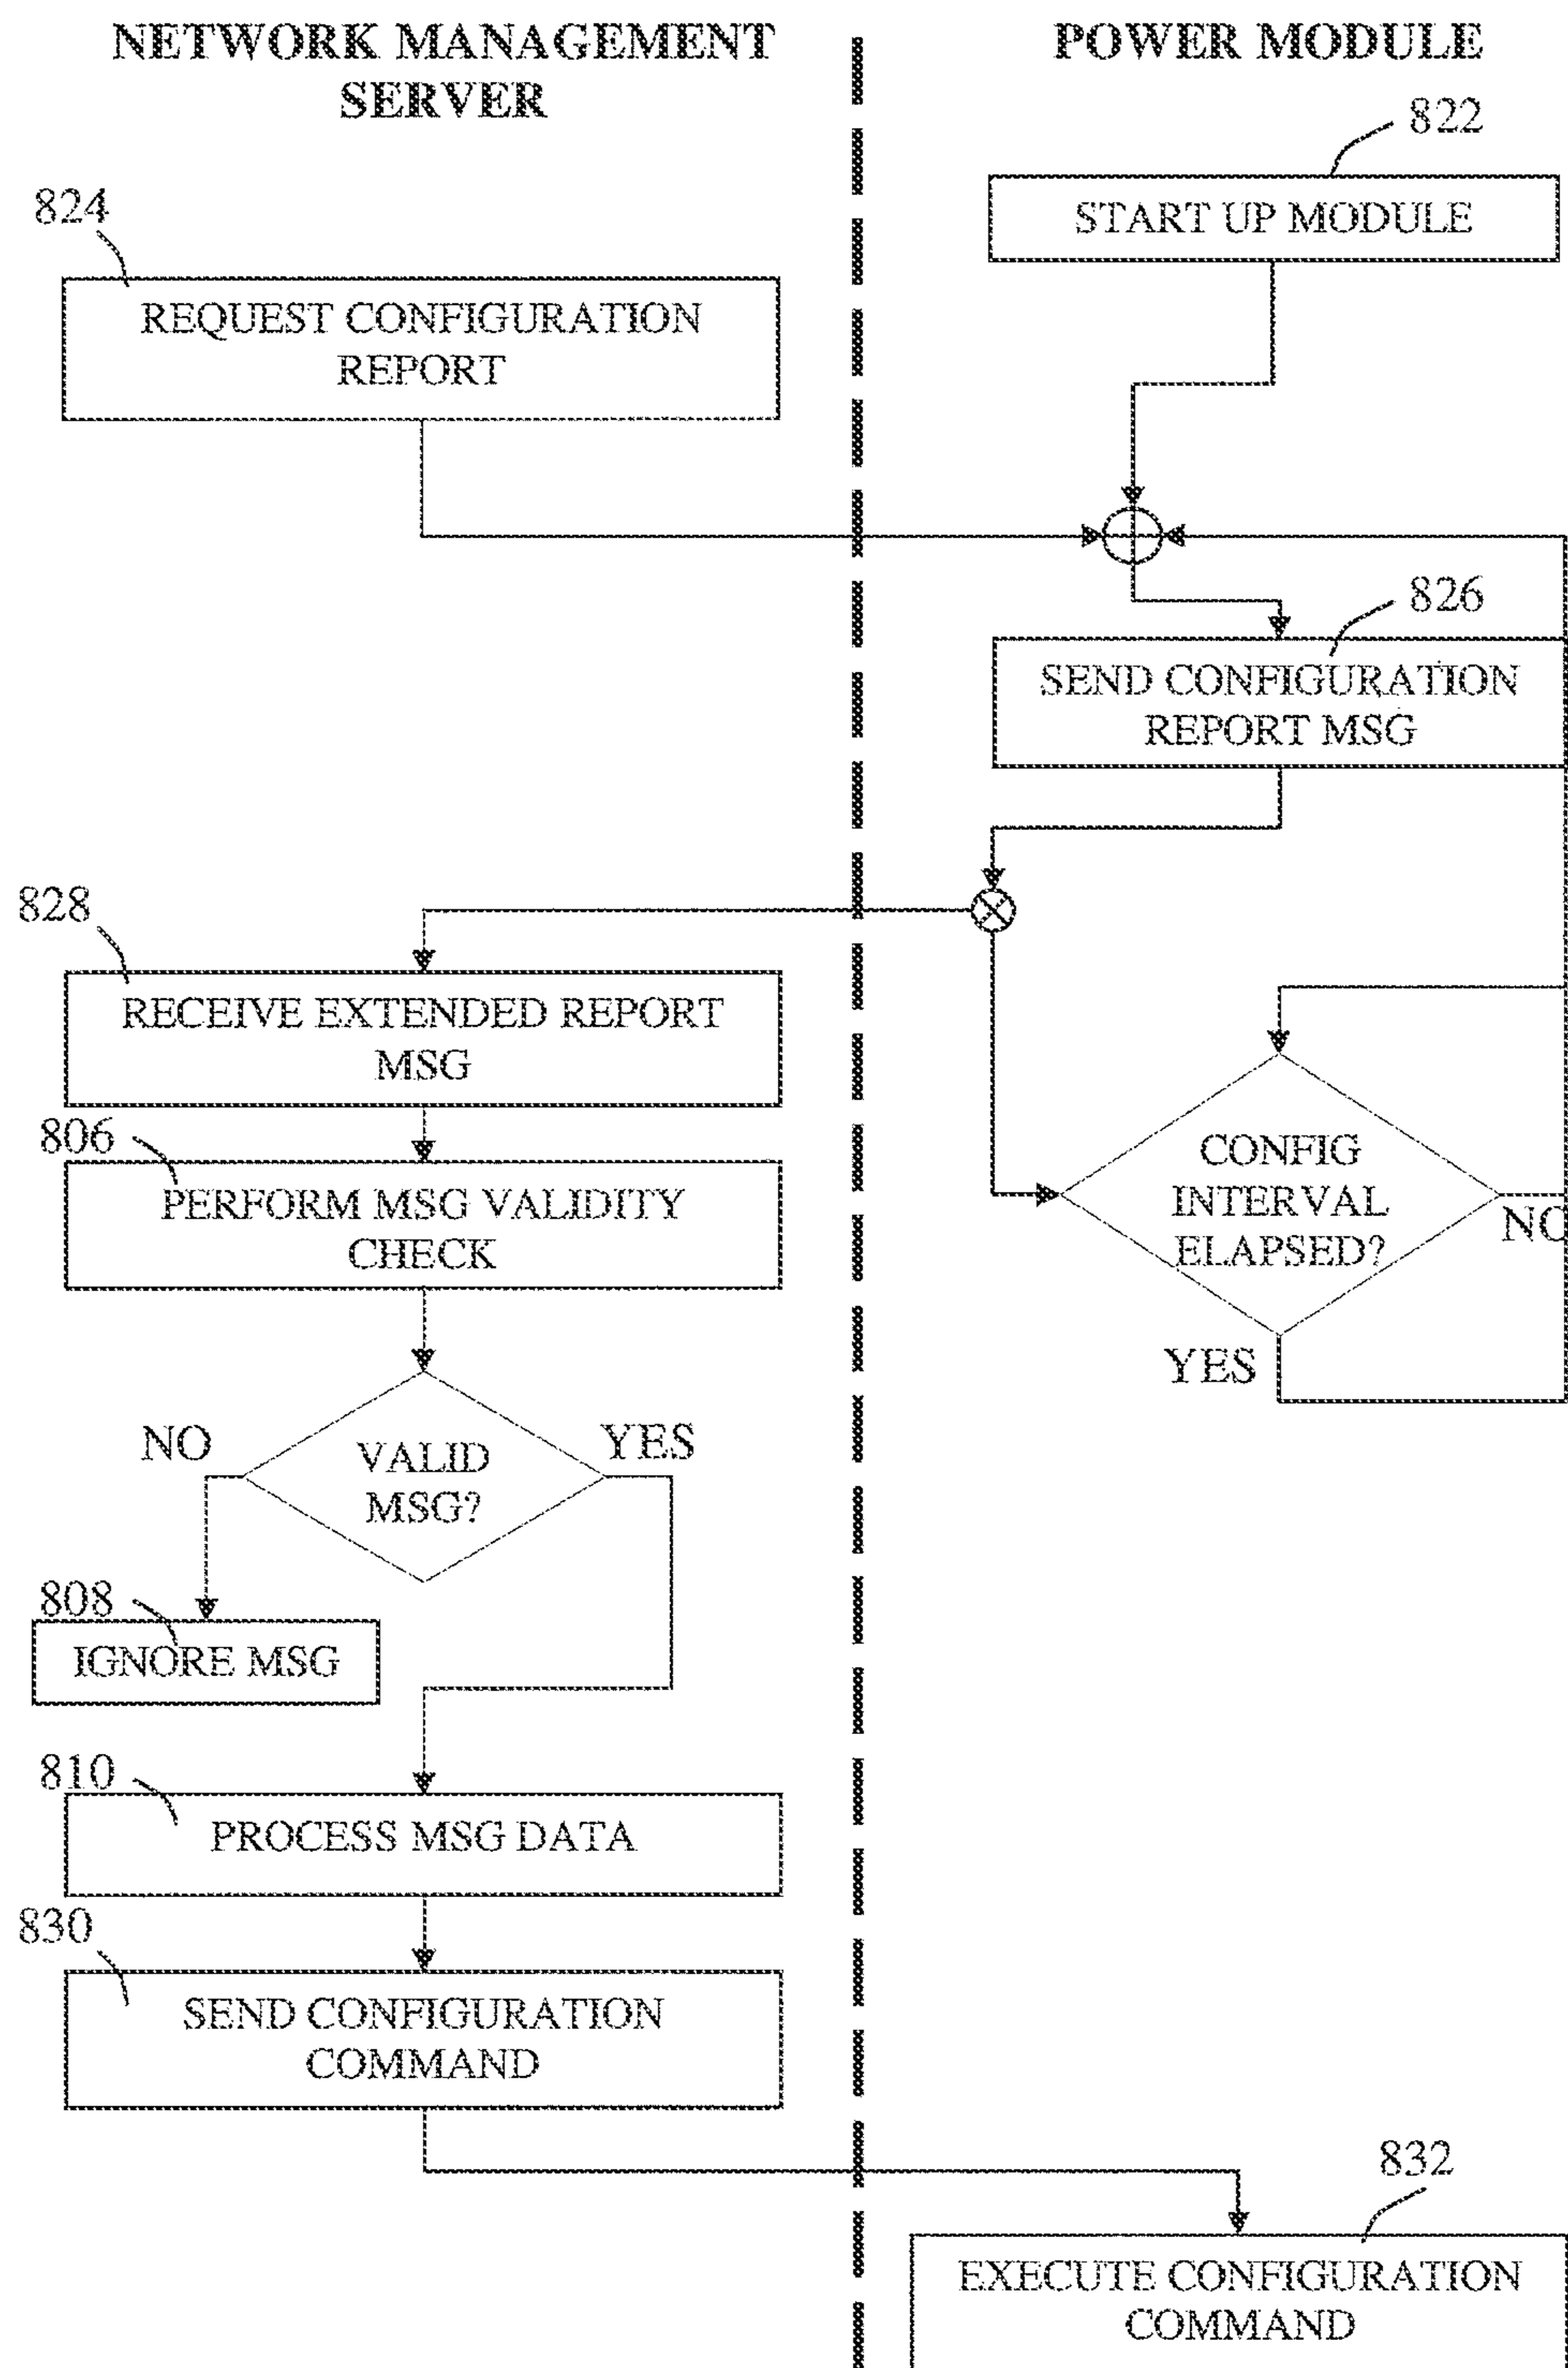 NETWORK MANAGEMENT
SERVER
POWER MODULE
822
START UP MODULE
824
REQUEST CONFIGURATION
REPORT
826
SEND CONFIGURATION
REPORT MSG
828
RECEIVE EXTENDED REPORT
MSG
806
PERFORM MSG VALIDITY
CHECK
CONFIG
INTERVAL
ELAPSED?
NO
YES
NO
VALID
MSG?
YES
808
IGNORE MSG
810
PROCESS MSG DATA
830
SEND CONFIGURATION
COMMAND
832
EXECUTE CONFIGURATION
COMMAND